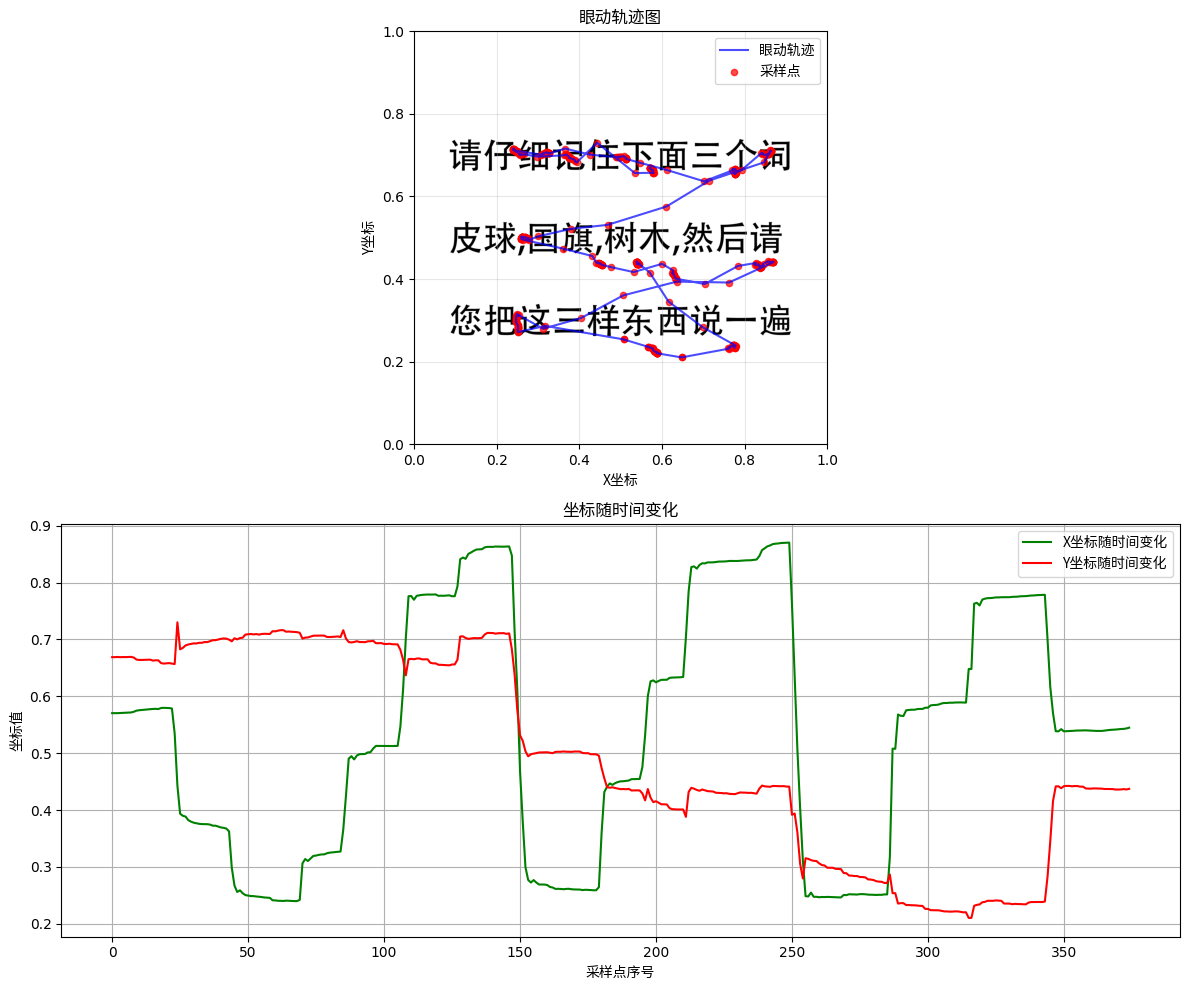 眼动轨迹图
1.0
0.8
0.6
0.4
0.2
0.0
Y坐标
眼动轨迹
采样点
请仔细记住下面三个词
皮球,国旗,树木,然后请
您把这三样东西说一遍
0.0 0.2 0.4 0.6 0.8 1.0
X坐标
坐标随时间变化
0.9
0.8
0.7
0.6
0.5
0.4
0.3
0.2
坐标值
X坐标随时间变化
Y坐标随时间变化
0 50 100 150 200 250 300 350
采样点序号